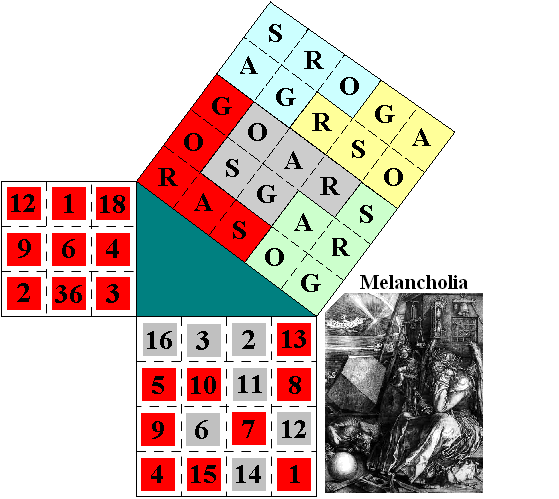 S R O G A
A G R S O
G O A R S
O S G A R
R A S O G
12 1 18
9 6 4
2 36 3
Melancholia
16 3 2 13
5 10 11 8
9 6 7 12
4 15 14 1